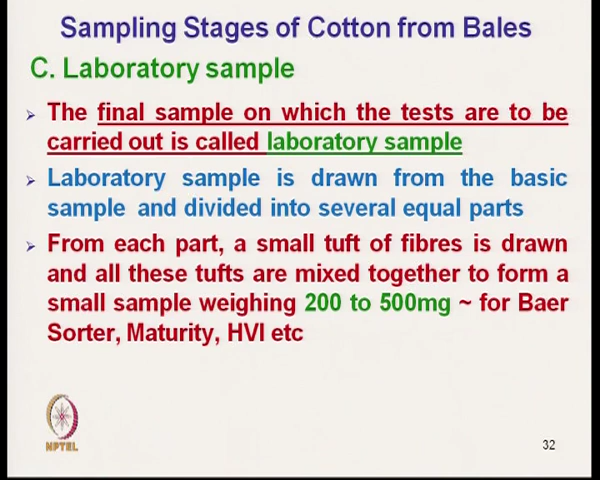 Sampling Stages of Cotton from Bales
C. Laboratory sample
The final sample on which the tests are to be
carried out is called laboratory sample
Laboratory sample is drawn from the basic
sample and divided into several equal parts
From each part, a small tuft of fibres is drawn
and all these tufts are mixed together to form a
small sample weighing 200 to 500mg ~ for Baer
Sorter, Maturity, HVI etc
NPTEL
32